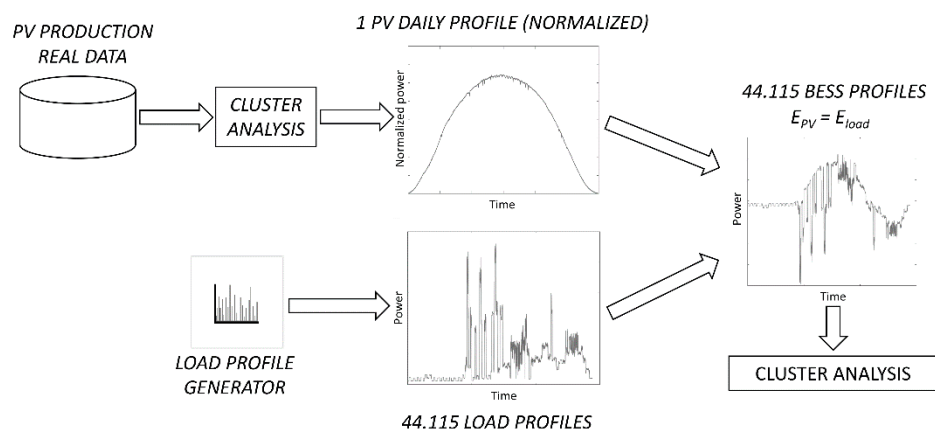 PV PRODUCTION
REAL DATA
CLUSTER
ANALYSIS
1 PV DAILY PROFILE (NORMALIZED)
Normalized power
Time
LOAD PROFILE
GENERATOR
Power
Time
44.115 LOAD PROFILES
44.115 BESS PROFILES
E_PV = E_load
Power
Time
CLUSTER ANALYSIS